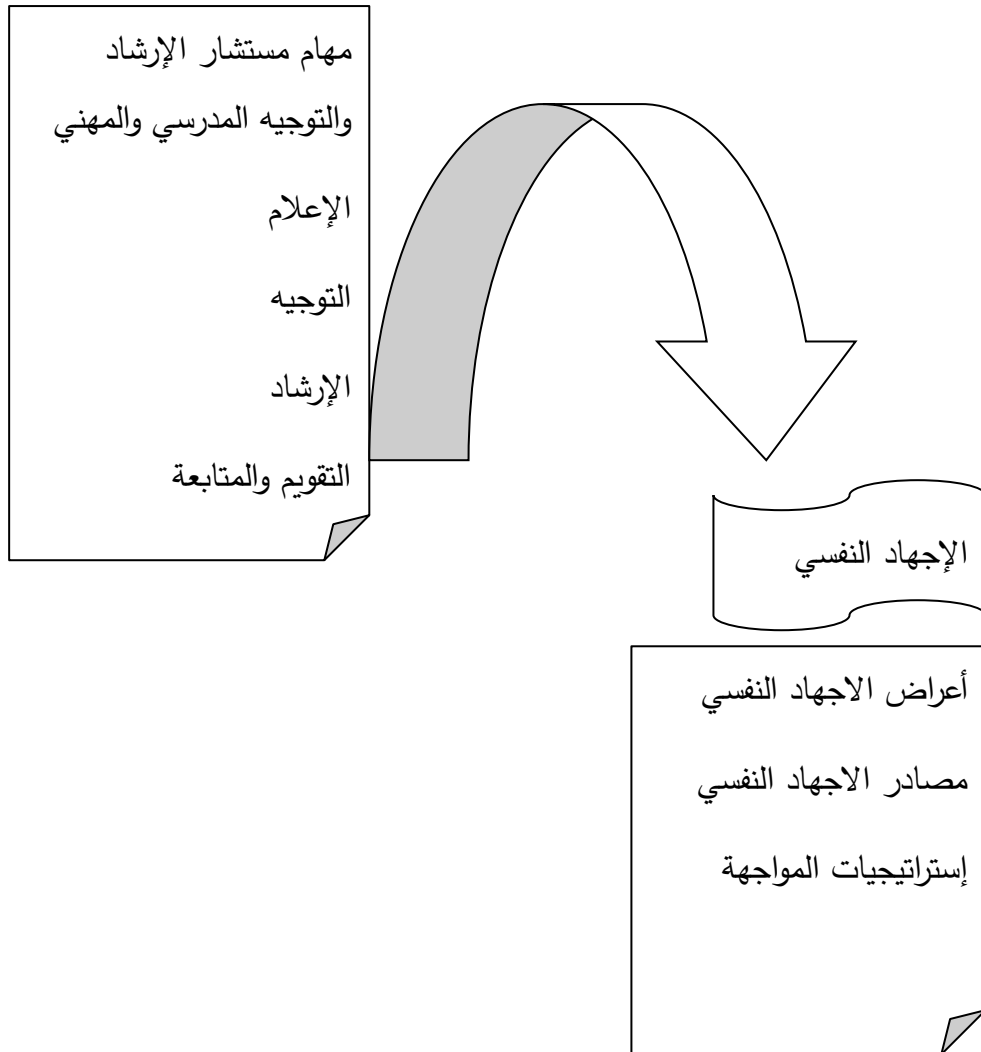 مهام مستشار الإرشاد
والتوجيه المدرسي والمهني
الإعلام
التوجيه
الإرشاد
التقويم والمتابعة
الإجهاد النفسي
أعراض الاجهاد النفسي
مصادر الاجهاد النفسي
إستراتيجيات المواجهة